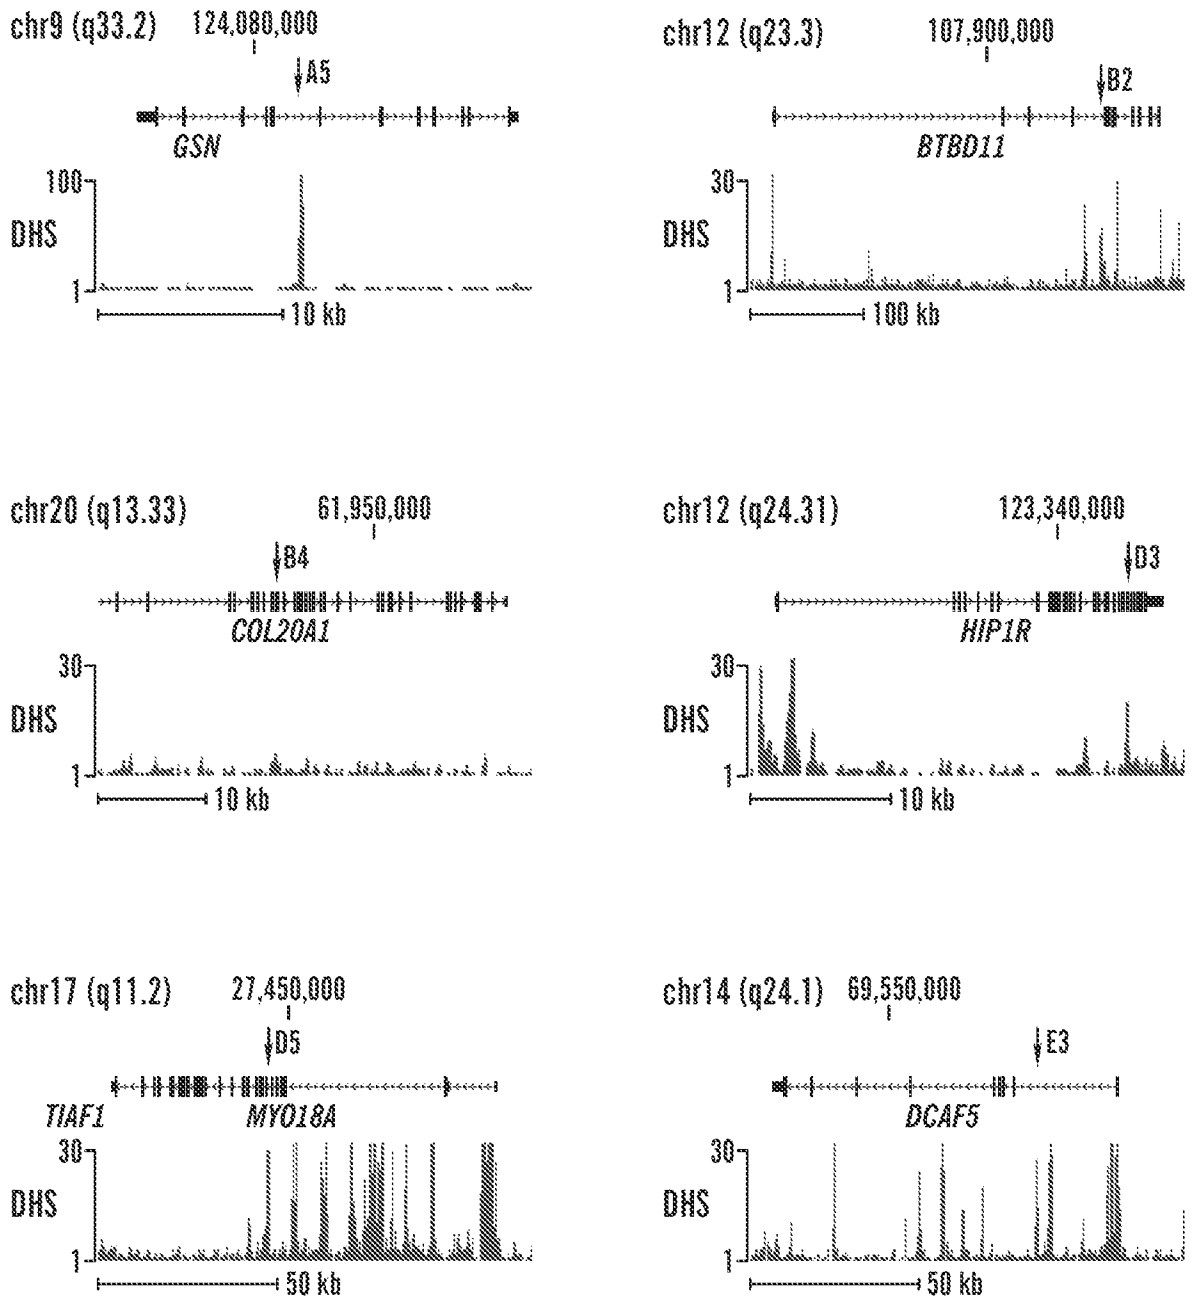 chr9 (q33.2) 124,080,000
A5
GSN
100
DHS
1
10 kb
chr12 (q23.3) 107,900,000
B2
BTBD11
30
DHS
1
100 kb
chr20 (q13.33) 61,950,000
B4
COL20A1
30
DHS
1
10 kb
chr12 (q24.31) 123,340,000
D3
HIP1R
30
DHS
1
10 kb
chr17 (q11.2) 27,450,000
D5
TIAF1 MYO18A
30
DHS
1
50 kb
chr14 (q24.1) 69,550,000
E3
DCAF5
30
DHS
1
50 kb